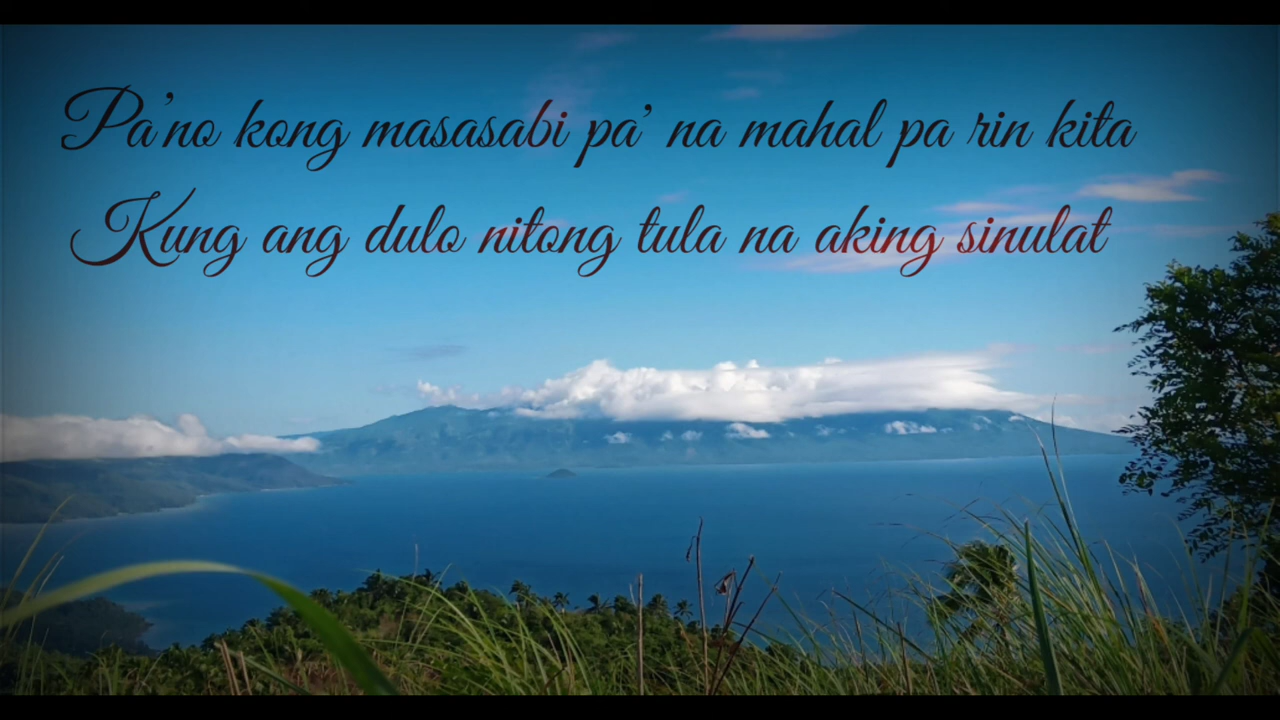 Pa'no kong masasabi pa' na mahal pa rin kita
Kung ang dulo nitong tula na aking sinulat